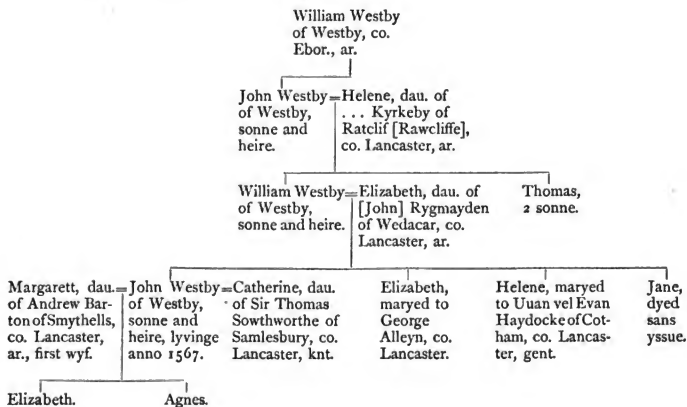 William Westby
of Westby, co.
Ebor., ar.
John Westby=Helene, dau. of
of Westby,
sonne and
heire.
... Kyrkeby of
Ratclif [Rawcliffe],
co. Lancaster, ar.
William Westby=Elizabeth, dau. of
of Westby,
sonne and heire.
[John] Rygmayden
of Wedacar, co.
Lancaster, ar.
Thomas,
2 sonne.
Margarett, dau.=John Westby=Catherine, dau.
of Andrew Bar-
ton of Smythells,
co. Lancaster,
ar., first wyf.
of Westby,
sonne and
heire, lyvinge
anno 1567.
of Sir Thomas
Sowthworthe of
Samlesbury, co.
Lancaster, knt.
Elizabeth,
maryed to
George
Alleyn, co.
Lancaster.
Helene, maryed
to Uuan vel Evan
Haydocke of Cot-
ham, co. Lancas-
ter, gent.
Jane,
dyed
sans
yssue.
Elizabeth.
Agnes.